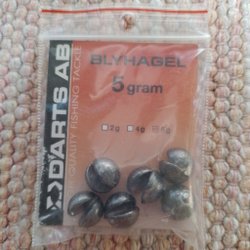 BLYHAGEL
5 gram
2g 4g 5g
DARTS AB
QUALITY FISHING TACKLE